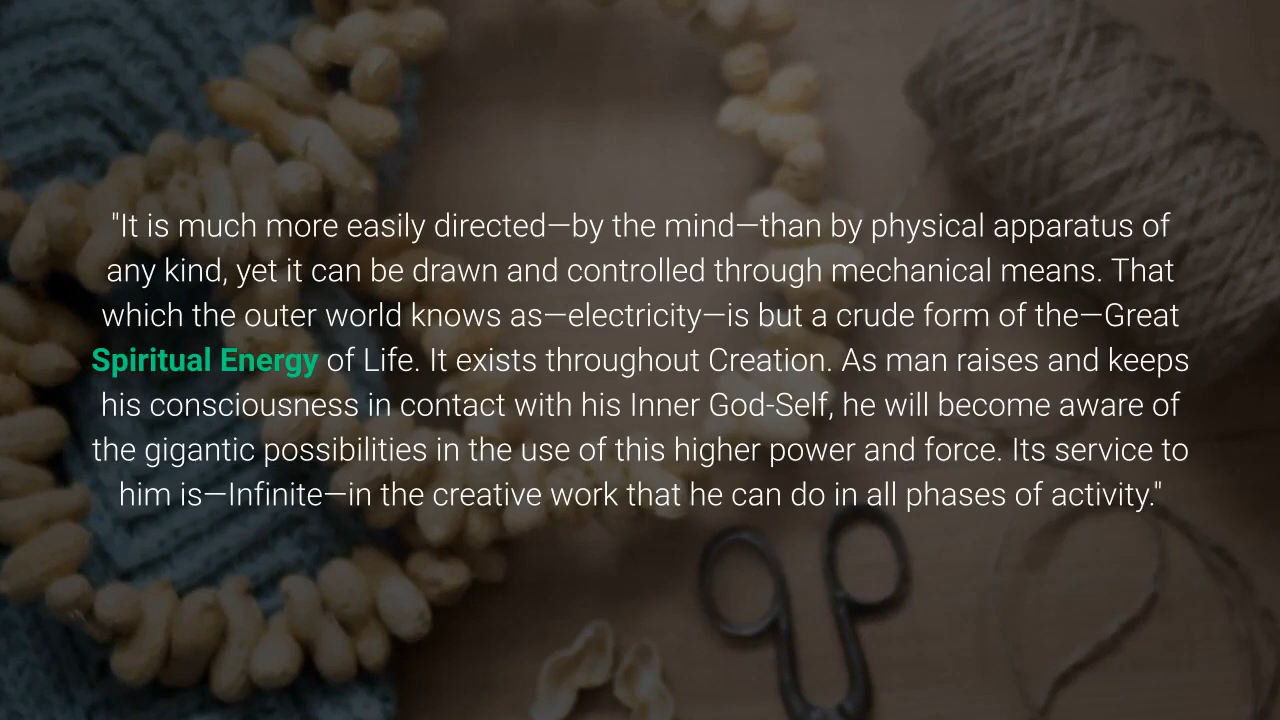 "It is much more easily directed—by the mind—than by physical apparatus of
any kind, yet it can be drawn and controlled through mechanical means. That
which the outer world knows as—electricity—is but a crude form of the—Great
Spiritual Energy of Life. It exists throughout Creation. As man raises and keeps
his consciousness in contact with his Inner God-Self, he will become aware of
the gigantic possibilities in the use of this higher power and force. Its service to
him is—Infinite—in the creative work that he can do in all phases of activity."